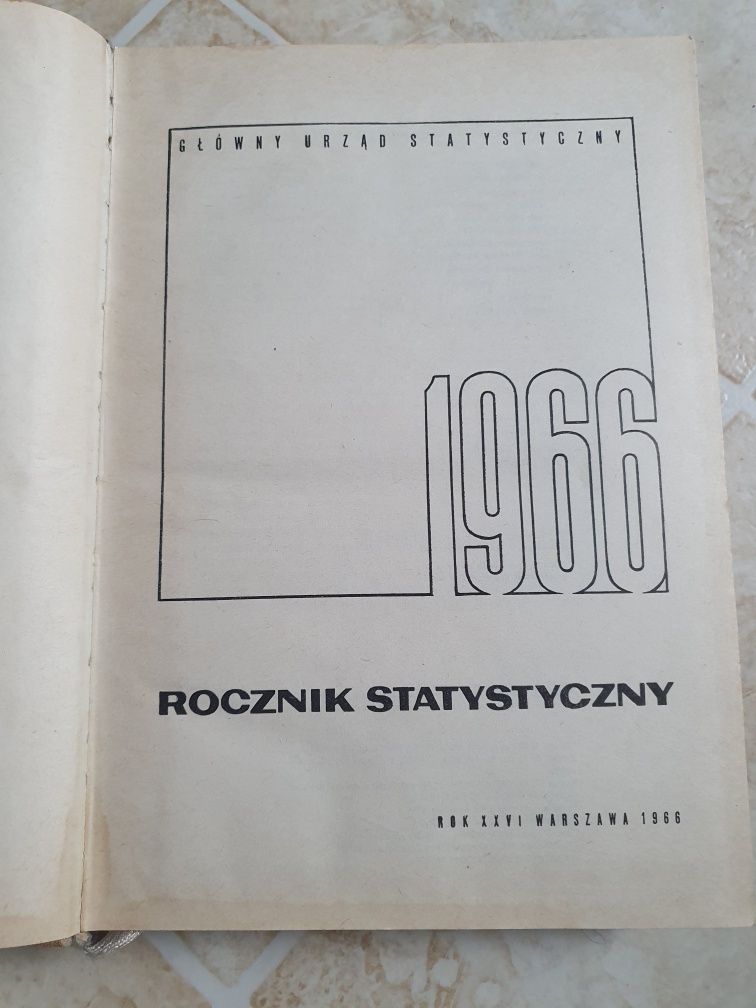 GŁÓWNY URZĄD STATYSTYCZNY
1966
ROCZNIK STATYSTYCZNY
ROK XXVI WARSZAWA 1966